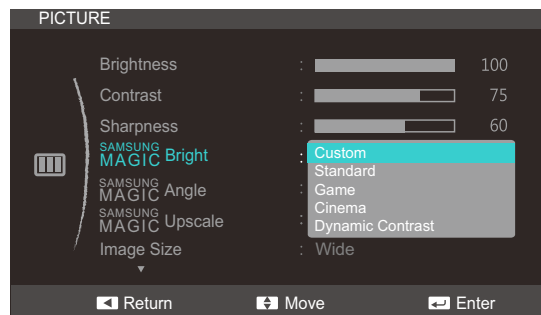 PICTURE
Brightness : 100
Contrast : 75
Sharpness : 60
SAMSUNG MAGIC Bright :
Custom
Standard
Game
Cinema
Dynamic Contrast
SAMSUNG MAGIC Angle :
SAMSUNG MAGIC Upscale :
Image Size : Wide
Return Move Enter